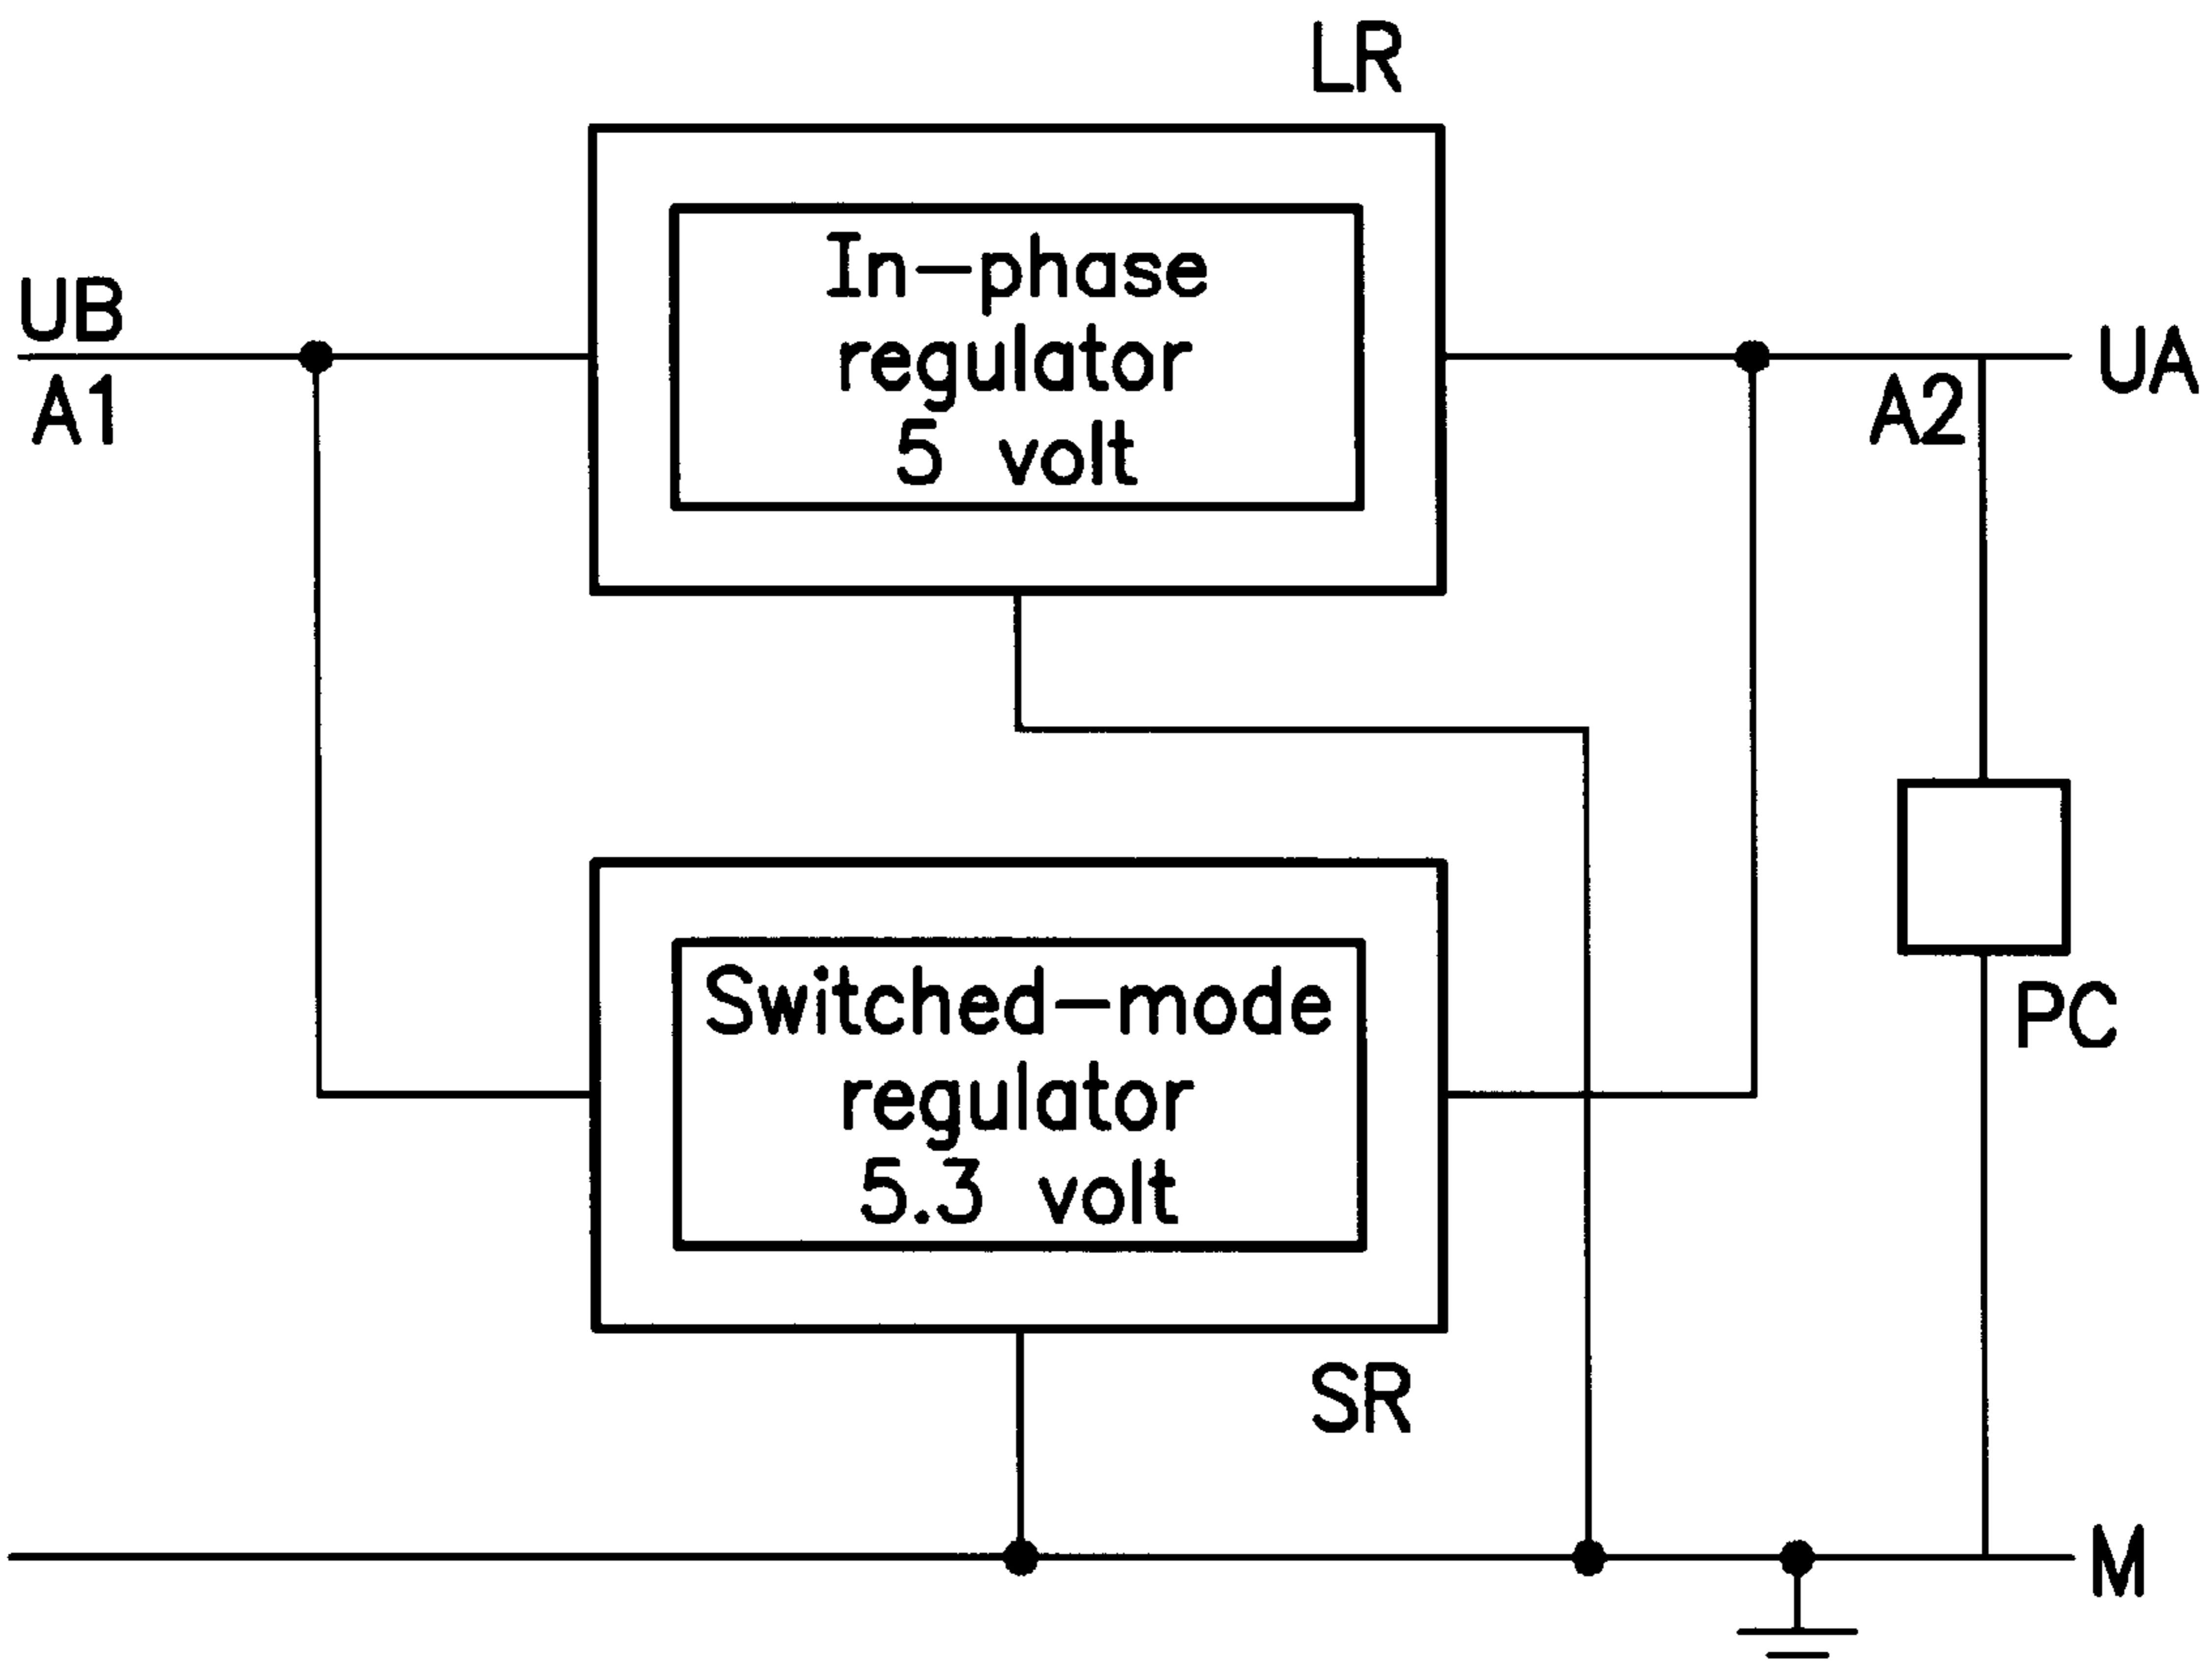 LR
In-phase
regulator
5 volt
UB
A1
UA
A2
PC
Switched-mode
regulator
5.3 volt
SR
M